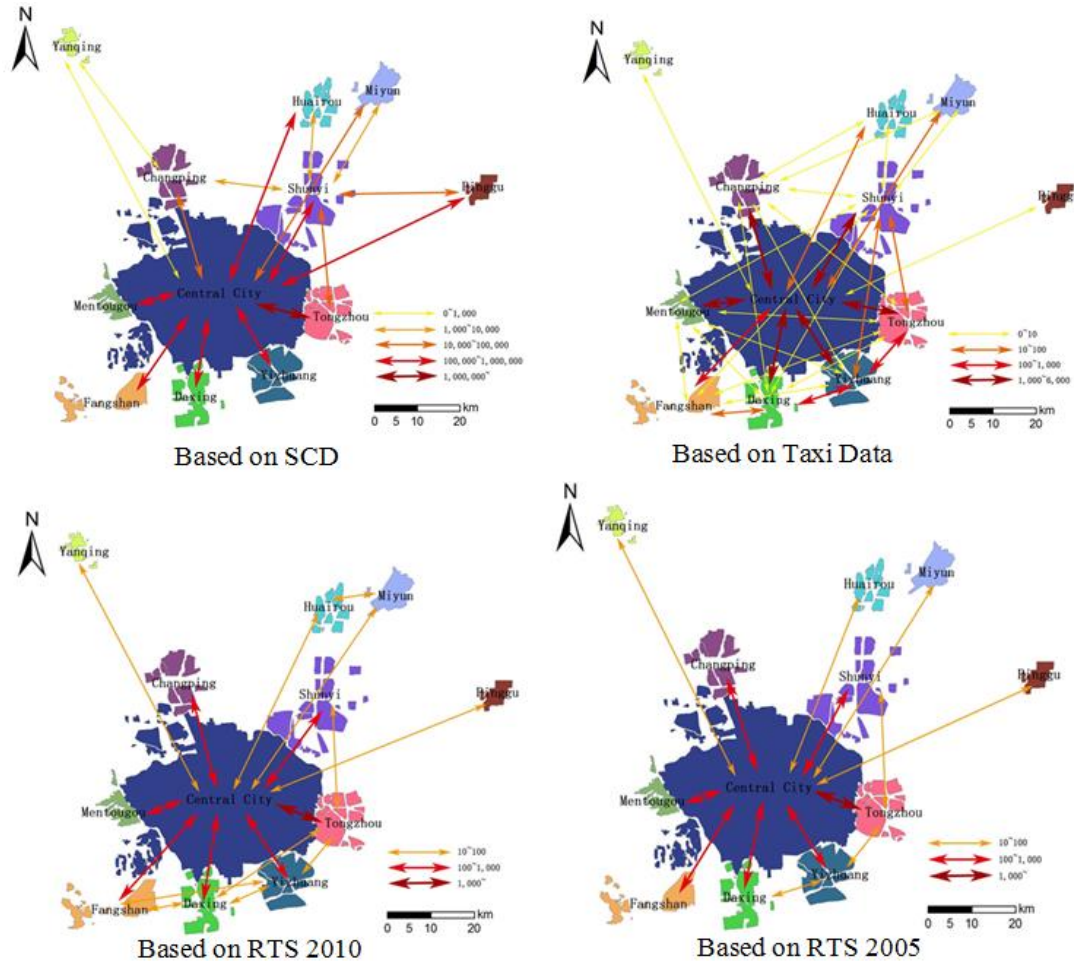 N
Yanqing
Huairou
Miyun
Changping
Shunyi
Pinggu
Central City
Mentougou
Tongzhou
Yizhuang
Fangshan
Daxing
0~1,000
1,000~10,000
10,000~100,000
100,000~1,000,000
1,000,000~
km
0 5 10 20
Based on SCD
N
Yanqing
Huairou
Miyun
Changping
Shunyi
Pinggu
Central City
Mentougou
Tongzhou
Yizhuang
Fangshan
Daxing
0~10
10~100
100~1,000
1,000~6,000
km
0 5 10 20
Based on Taxi Data
N
Yanqing
Huairou
Miyun
Changping
Shunyi
Pinggu
Central City
Mentougou
Tongzhou
Yizhuang
Fangshan
Daxing
10~100
100~1,000
1,000~
km
0 5 10 20
Based on RTS 2010
N
Yanqing
Huairou
Miyun
Changping
Shunyi
Pinggu
Central City
Mentougou
Tongzhou
Yizhuang
Fangshan
Daxing
10~100
100~1,000
1,000~
km
0 5 10 20
Based on RTS 2005